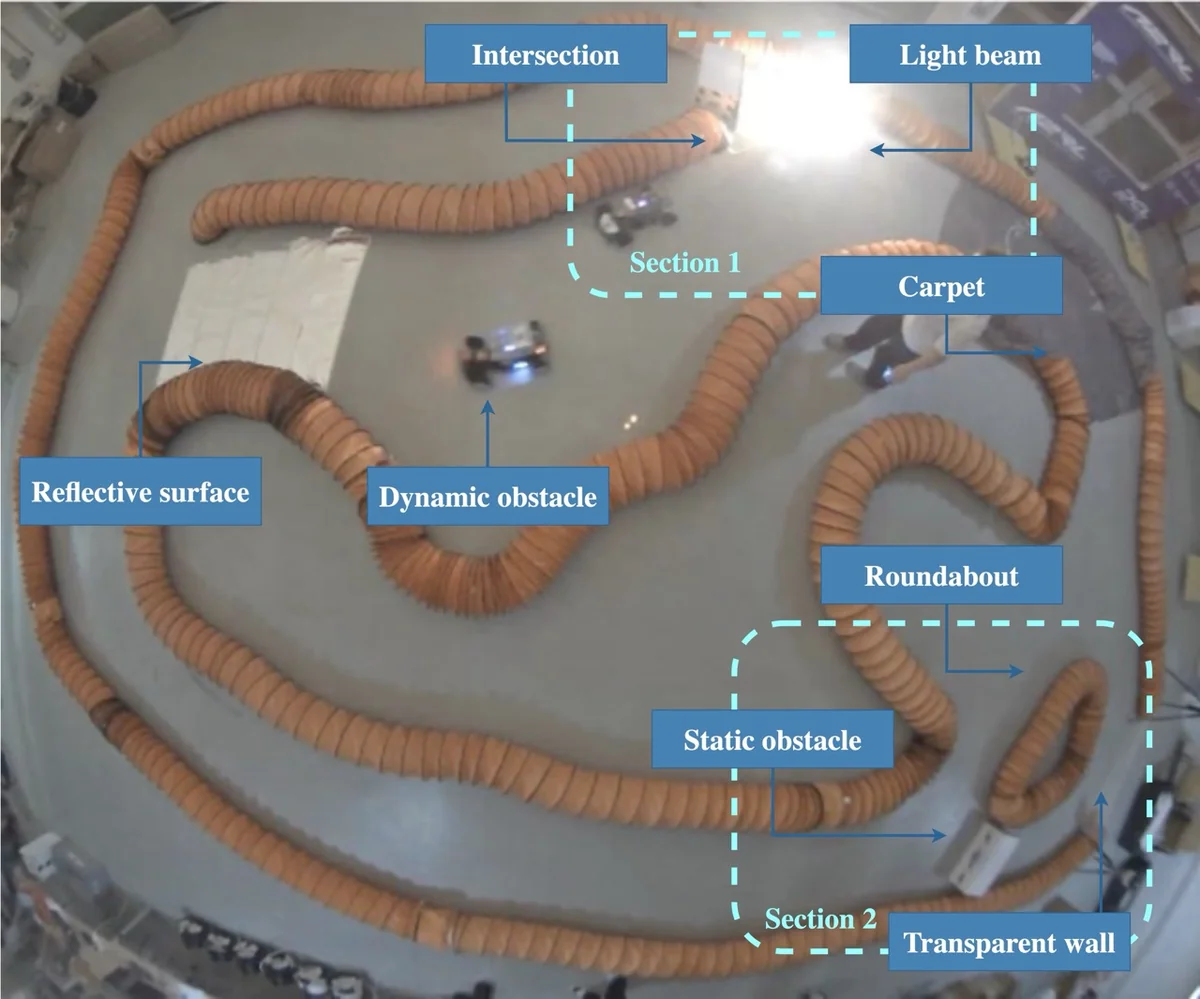 Intersection
Light beam
Section 1
Carpet
Reflective surface
Dynamic obstacle
Roundabout
Static obstacle
Section 2
Transparent wall